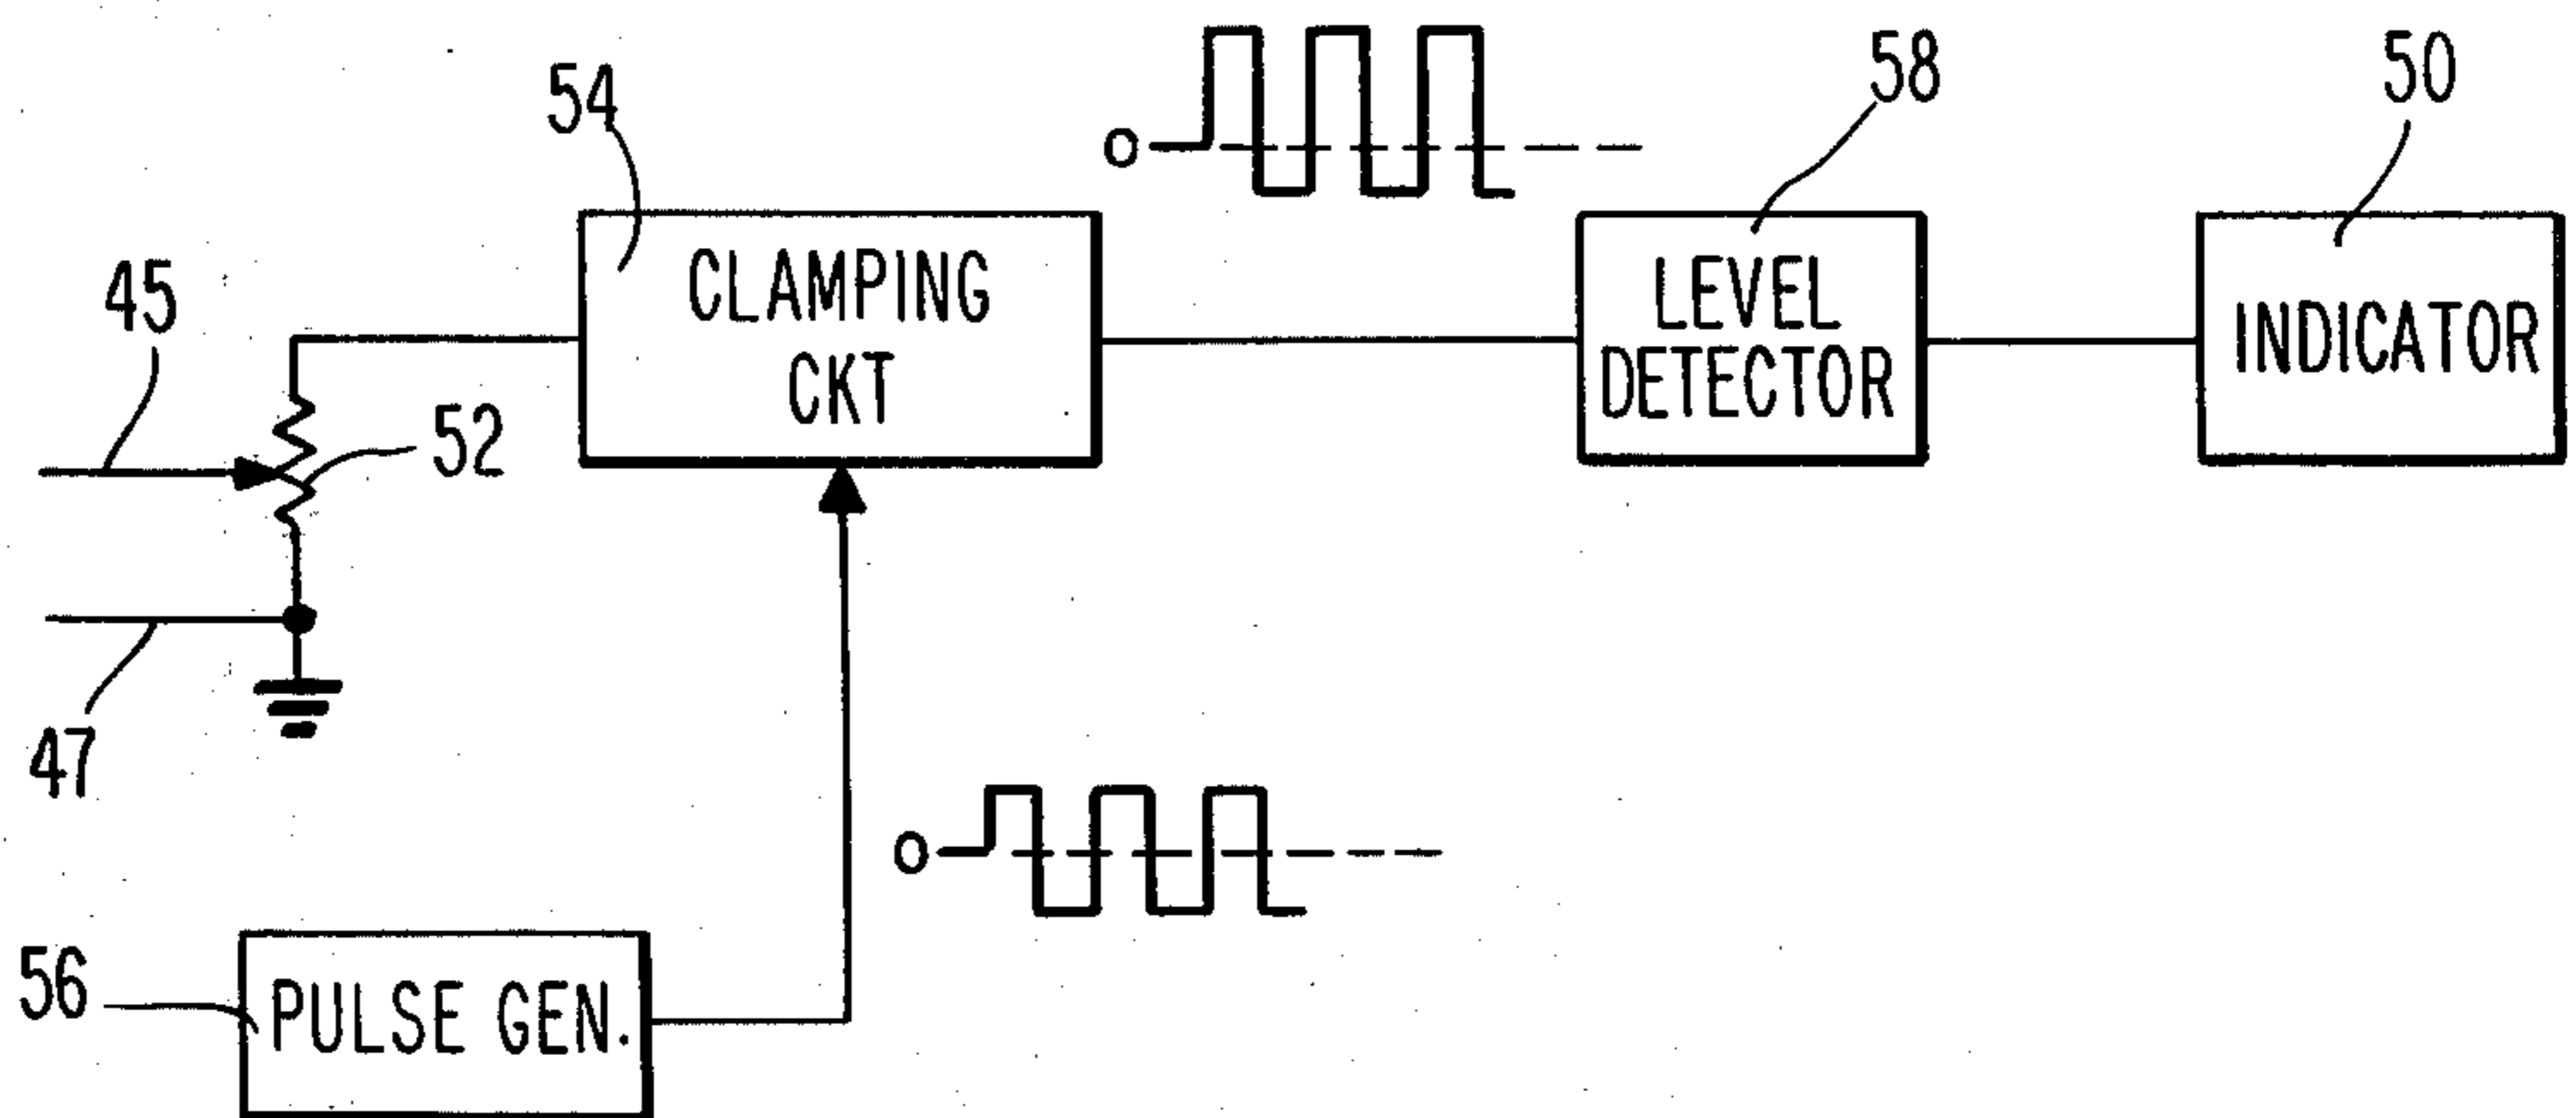 54
58
50
O
45
CLAMPING
CKT
LEVEL
DETECTOR
INDICATOR
52
47
O
56
PULSE GEN.